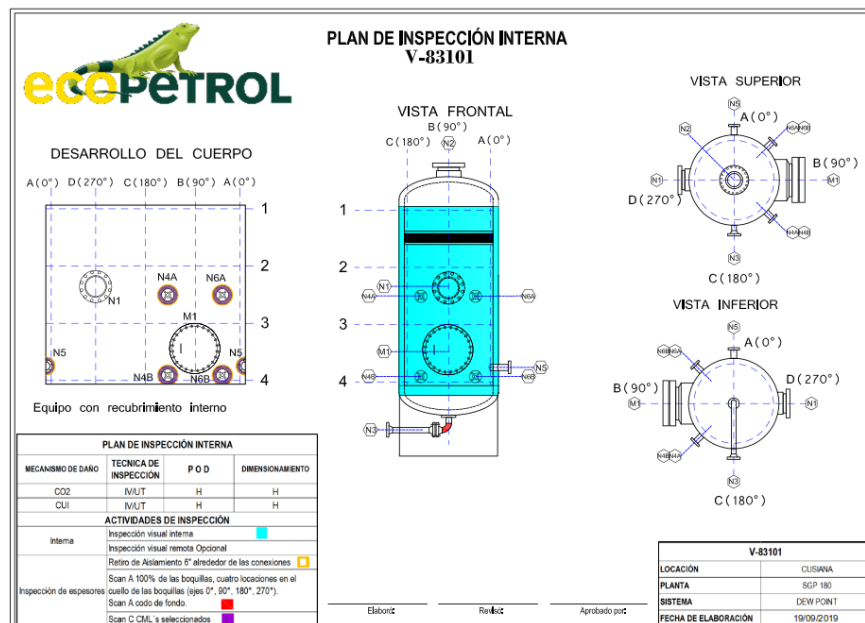 PLAN DE INSPECCIÓN INTERNA
V-83101
ecopetrol
VISTA SUPERIOR
N5
A(0°)
N2
N6AN6B
B(90°)
N1
M1
D(270°)
N4AN4B
N3
C(180°)
VISTA FRONTAL
B(90°)
C(180°) A(0°)
N2
1
2
N1
N4A N6A
3
M1
N5
4
N4B N6B
N3
DESARROLLO DEL CUERPO
A(0°) D(270°) C(180°) B(90°) A(0°)
1
2
N4A N6A
N1
M1
3
N5 N5
N4B N6B
4
Equipo con recubrimiento interno
VISTA INFERIOR
N5
N6BN6A
A(0°)
D(270°)
B(90°)
M1 N1
N4BN4A
N3
C(180°)
PLAN DE INSPECCIÓN INTERNA
MECANISMO DE DAÑO TECNICA DE INSPECCIÓN P O D DIMENSIONAMIENTO
CO2 IV/UT H H
CUI IV/UT H H
ACTIVIDADES DE INSPECCIÓN
Interna Inspección visual interna
Inspección visual remota Opcional
Inspección de espesores
Retiro de Aislamiento 6" alrededor de las conexiones
Scan A 100% de las boquillas, cuatro locaciones en el
cuello de las boquillas (ejes 0°, 90°, 180°, 270°).
Scan A codo de fondo.
Scan C CML´s seleccionados
Elaboró: Revisó: Aprobado por:
V-83101
LOCACIÓN CUSIANA
PLANTA SGP 180
SISTEMA DEW POINT
FECHA DE ELABORACIÓN 19/09/2019